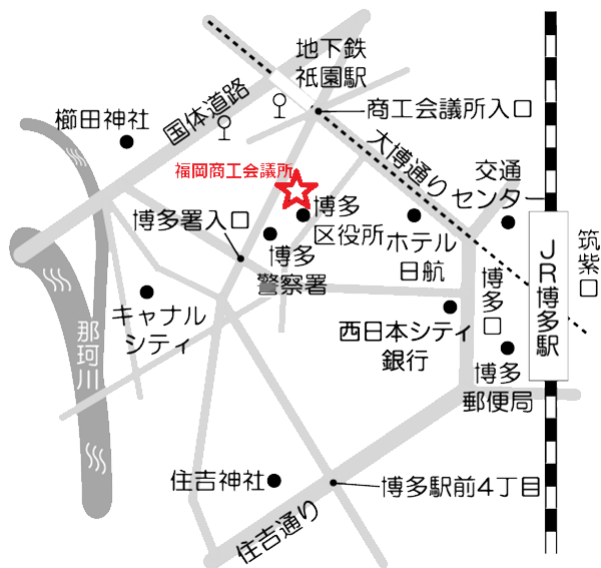 地下鉄
祇園駅
国体道路
櫛田神社
商工会議所入口
大博通り
交通
センター
福岡商工会議所
博多署入口
博多
区役所
ホテル
日航
博多
警察署
JR博多駅
筑紫口
博多口
キャナル
シティ
西日本シティ
銀行
那珂川
博多
郵便局
住吉神社
博多駅前4丁目
住吉通り